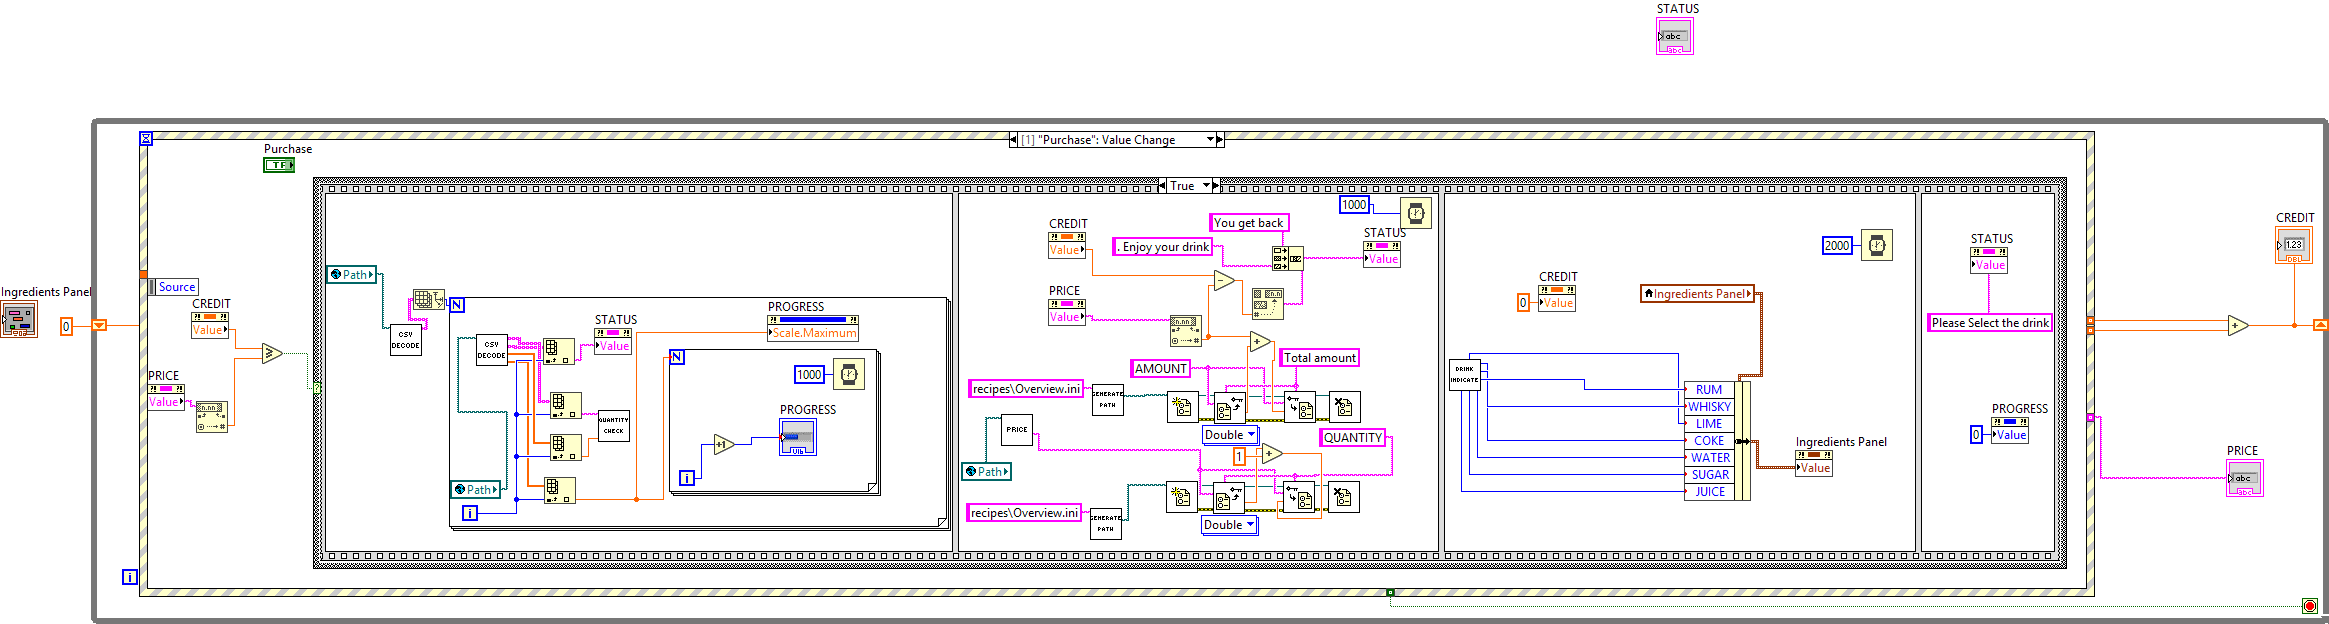 STATUS
abc
abc
[1] "Purchase": Value Change
Purchase
TF
True
Ingredients Panel
0
Source
CREDIT
Value
PRICE
Value
Path
CSV
DECODE
N
CSV
DECODE
Path
i
STATUS
Value
QUANTITY
CHECK
PROGRESS
Scale.Maximum
N
1000
PROGRESS
+1
i
CREDIT
Value
PRICE
Value
You get back
. Enjoy your drink
1000
STATUS
Value
AMOUNT
Total amount
recipes\Overview.ini
GENERATE
PATH
Double
PRICE
Path
QUANTITY
1
recipes\Overview.ini
GENERATE
PATH
Double
CREDIT
0
Value
2000
Ingredients Panel
DRINK
INDICATE
RUM
WHISKY
LIME
COKE
WATER
SUGAR
JUICE
Ingredients Panel
Value
STATUS
Value
Please Select the drink
PROGRESS
0
Value
CREDIT
1.23
DBL
PRICE
abc
abc
i